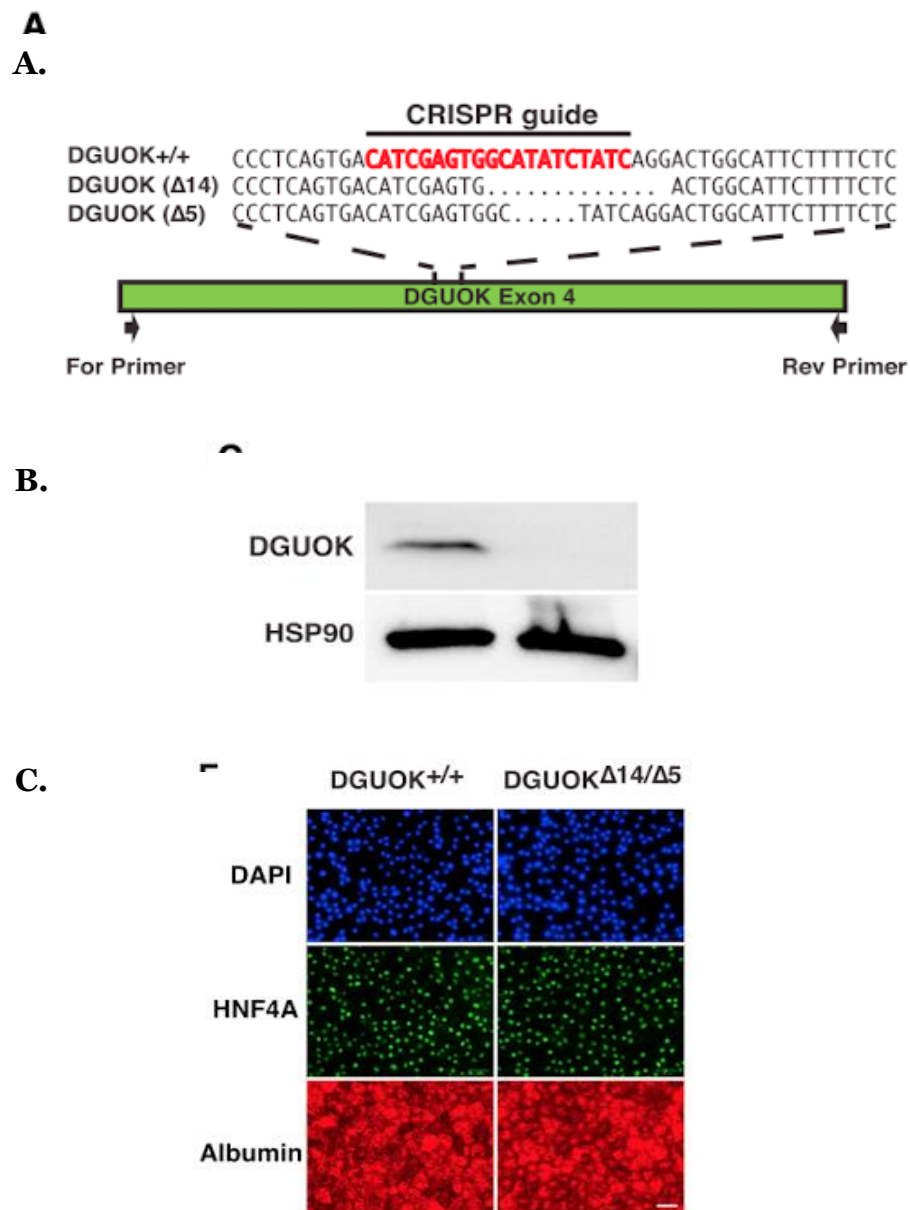 A
A.
CRISPR guide
DGUOK+/+ CCCTCAGTGACATCGAGTGGCATATCTATCAGGACTGGCATTCTTTTCTC
DGUOK (Δ14) CCCTCAGTGACATCGAGTG............. ACTGGCATTCTTTTCTC
DGUOK (Δ5) CCCTCAGTGACATCGAGTGGC.....TATCAGGACTGGCATTCTTTTCTC
DGUOK Exon 4
For Primer Rev Primer
B.
DGUOK
HSP90
C.
DGUOK+/+ DGUOKΔ14/Δ5
DAPI
HNF4A
Albumin